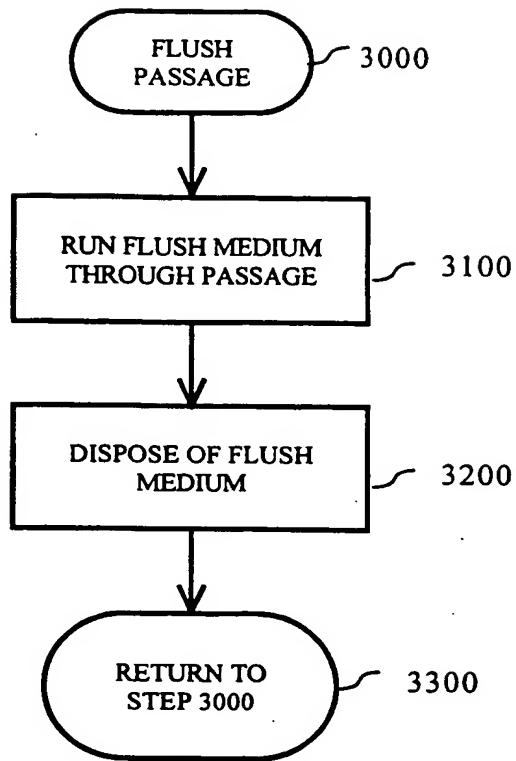 FLUSH
PASSAGE
3000
RUN FLUSH MEDIUM
THROUGH PASSAGE
3100
DISPOSE OF FLUSH
MEDIUM
3200
RETURN TO
STEP 3000
3300